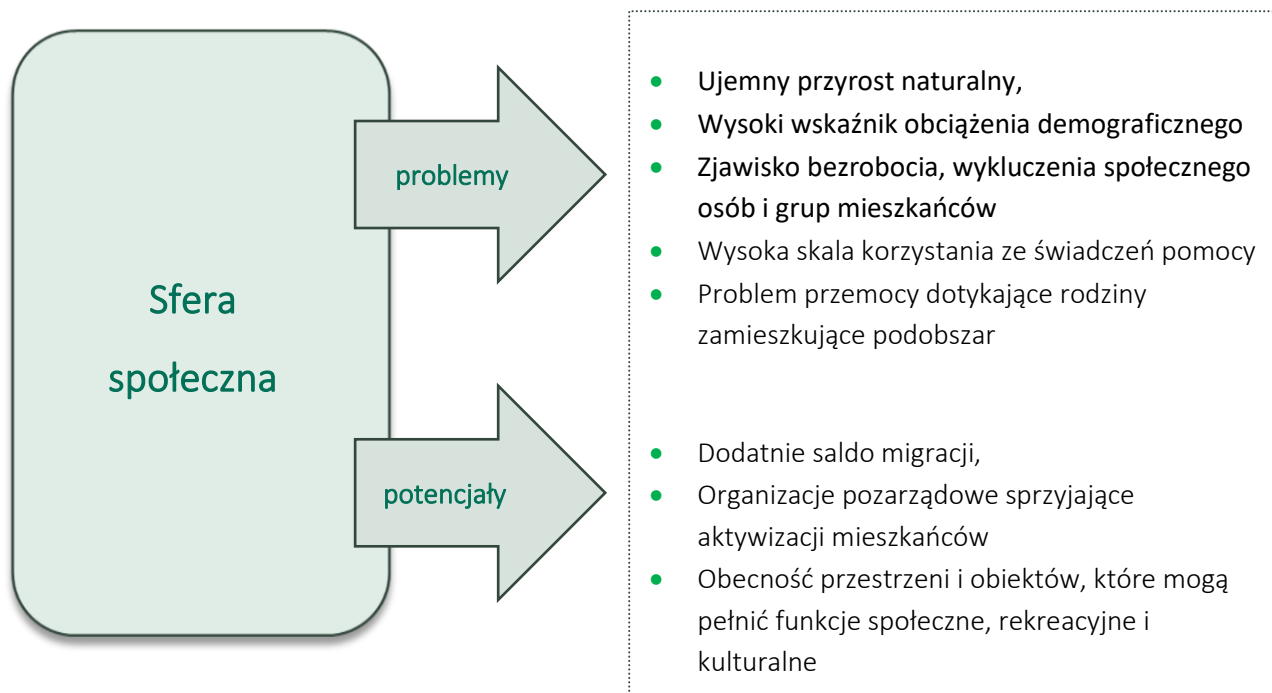 Sfera
społeczna
problemy
• Ujemny przyrost naturalny,
• Wysoki wskaźnik obciążenia demograficznego
• Zjawisko bezrobocia, wykluczenia społecznego
osób i grup mieszkańców
• Wysoka skala korzystania ze świadczeń pomocy
• Problem przemocy dotykające rodziny
zamieszkujące podobszar
potencjały
• Dodatnie saldo migracji,
• Organizacje pozarządowe sprzyjające
aktywizacji mieszkańców
• Obecność przestrzeni i obiektów, które mogą
pełnić funkcje społeczne, rekreacyjne i
kulturalne